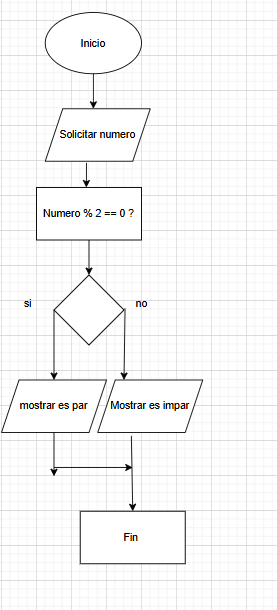 Inicio
Solicitar numero
Numero % 2 == 0 ?
si
no
mostrar es par
Mostrar es impar
Fin